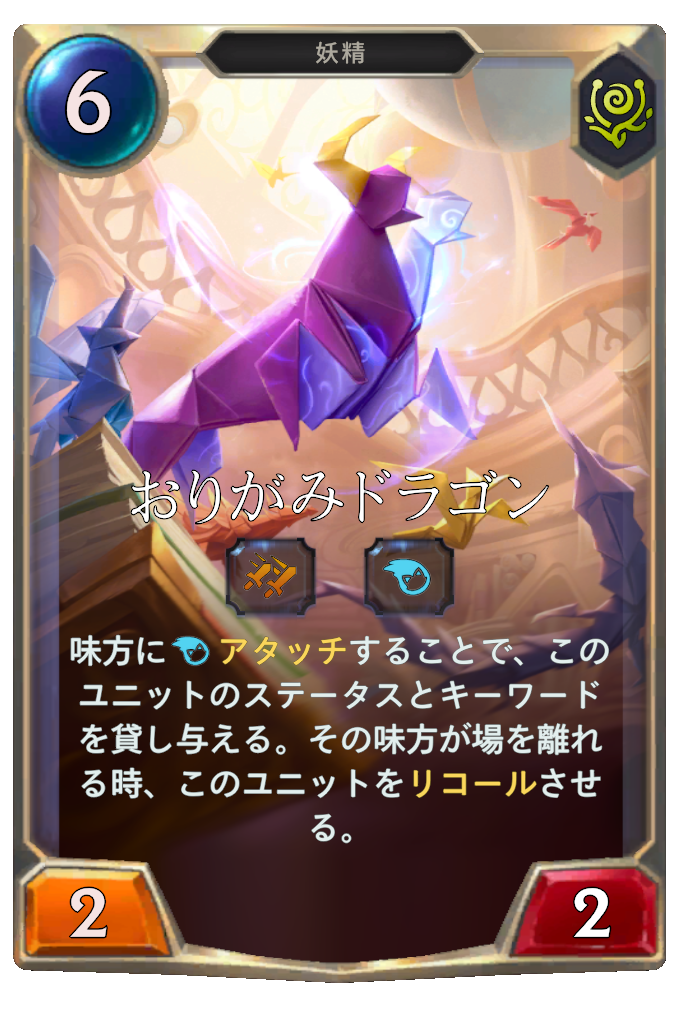 妖精
6
おりがみドラゴン
味方にアタッチすることで、この
ユニットのステータスとキーワード
を貸し与える。その味方が場を離れ
る時、このユニットをリコールさせ
る。
2
2